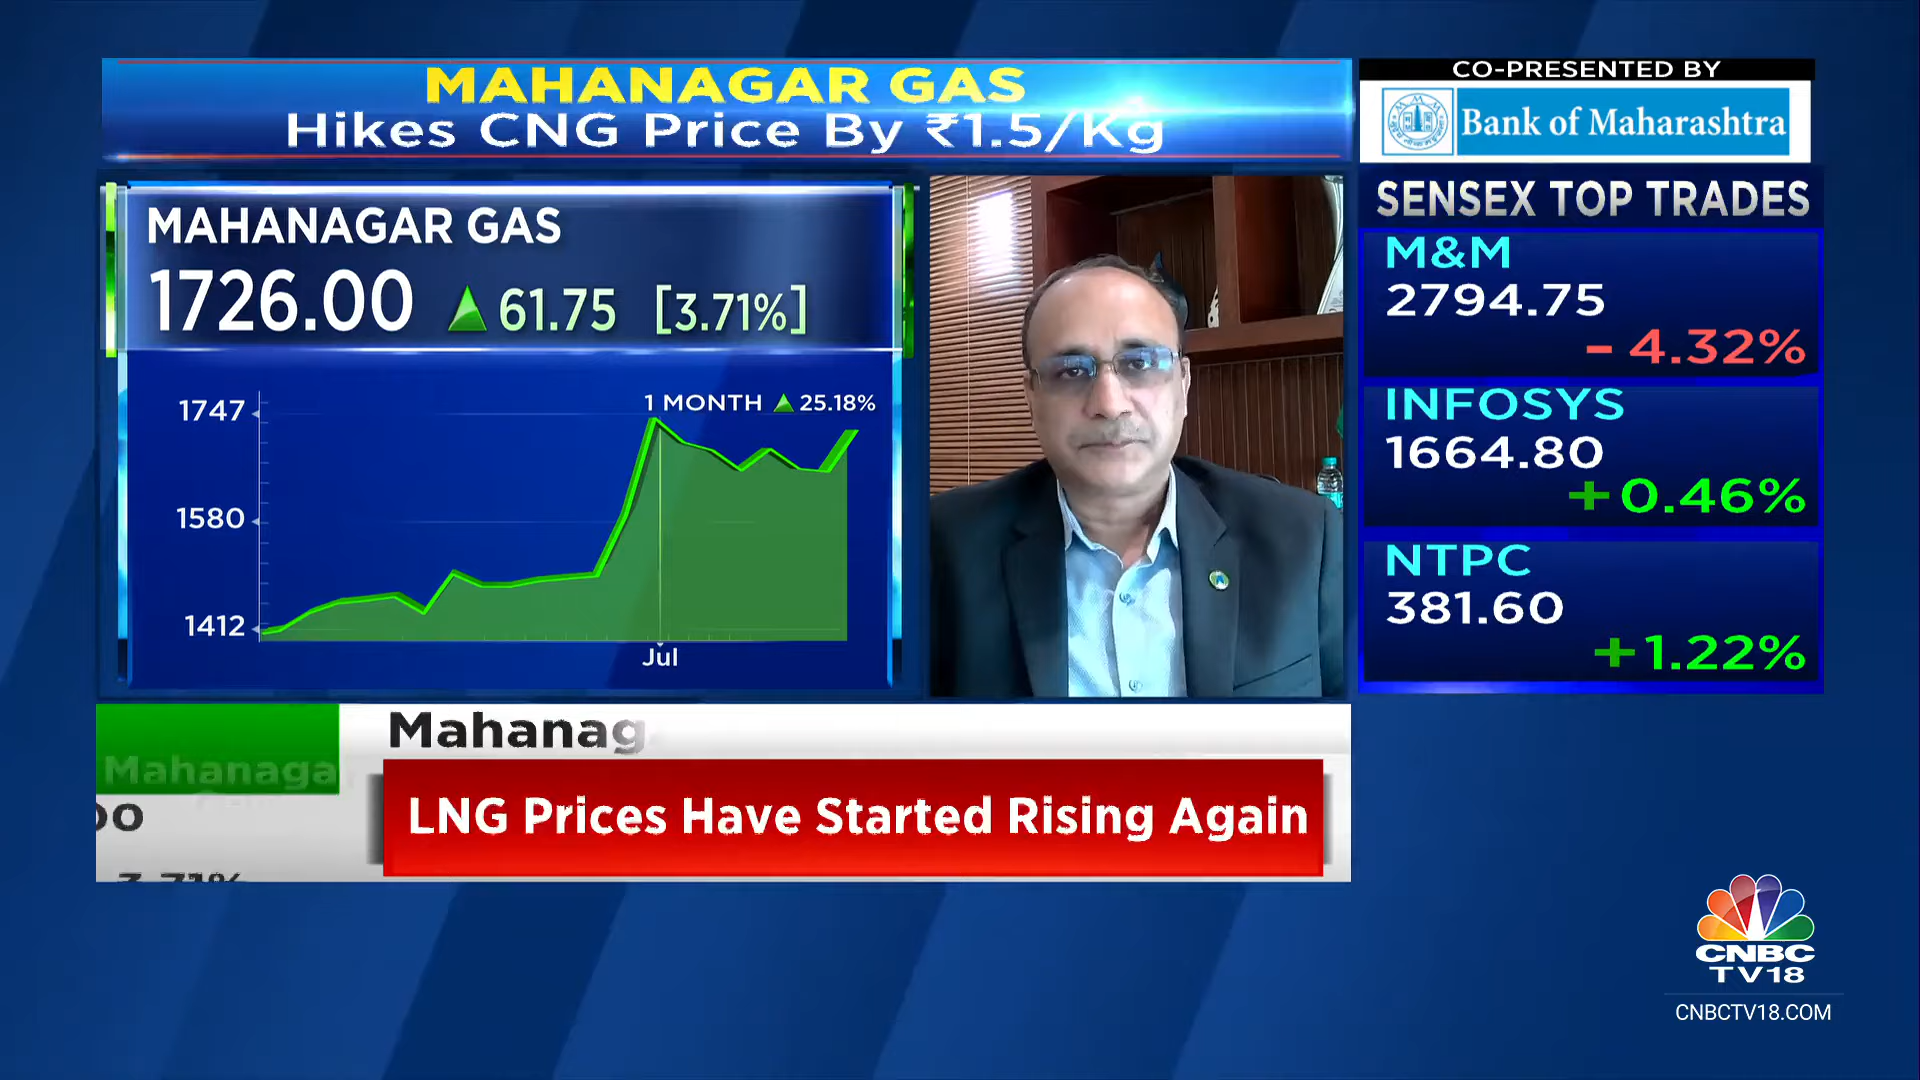 MAHANAGAR GAS
Hikes CNG Price By ₹1.5/Kg
CO-PRESENTED BY
Bank of Maharashtra
SENSEX TOP TRADES
M&M
2794.75
- 4.32%
INFOSYS
1664.80
+0.46%
NTPC
381.60
+1.22%
MAHANAGAR GAS
1726.00 ▲ 61.75 [3.71%]
1 MONTH ▲ 25.18%
1747
1580
1412
Jul
Mahanag
Mahanaga
LNG Prices Have Started Rising Again
3.71%
CNBC
TV18
CNBCTV18.COM